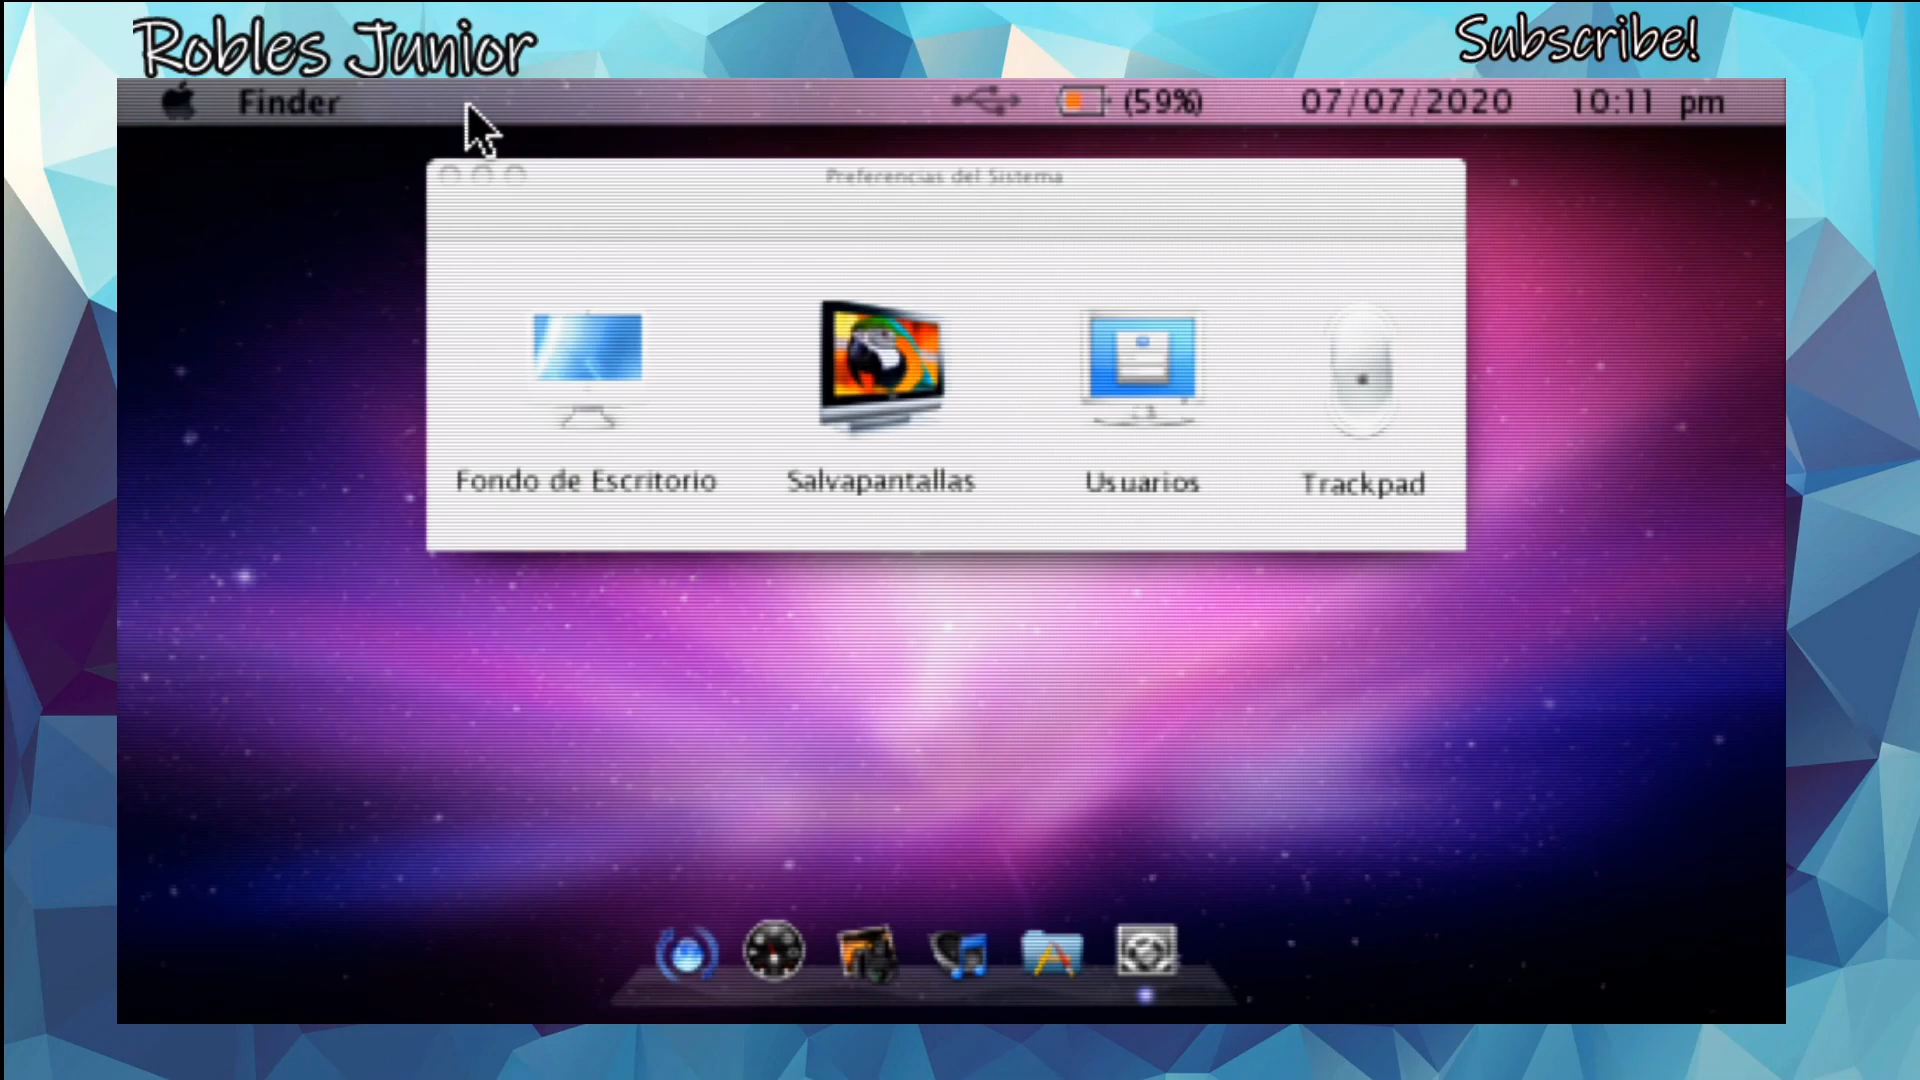 Robles Junior
Subscribe!
Finder
(59%)
07/07/2020
10:11 pm
Preferencias del Sistema
Fondo de Escritorio
Salvapantallas
Usuarios
Trackpad